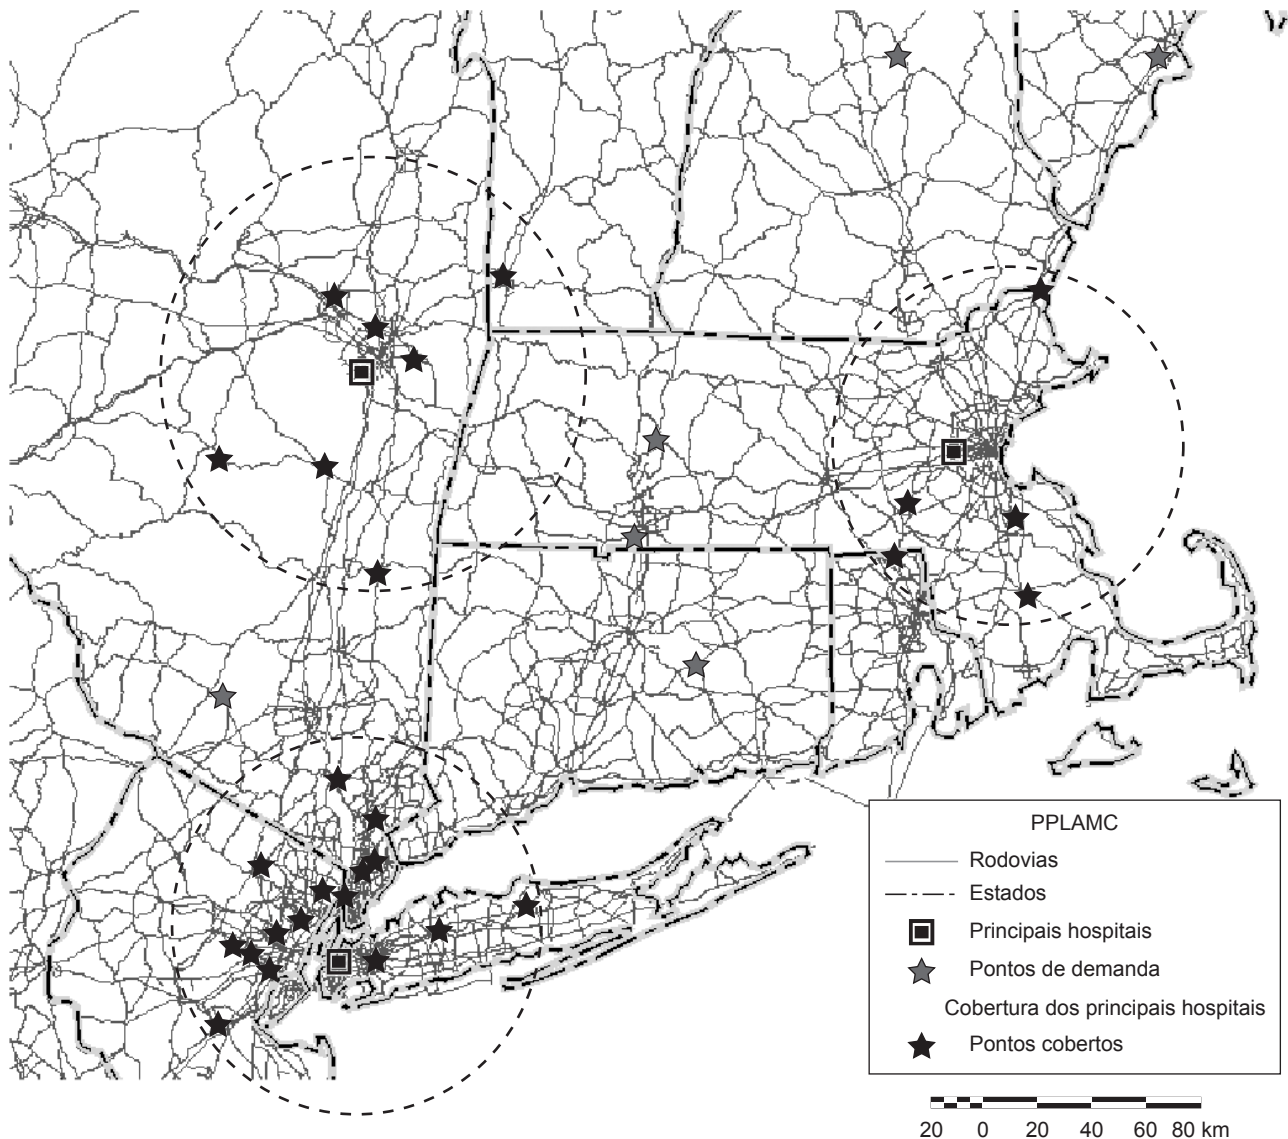 PPLAMC
Rodovias
Estados
Principais hospitais
Pontos de demanda
Cobertura dos principais hospitais
Pontos cobertos
20 0 20 40 60 80 km